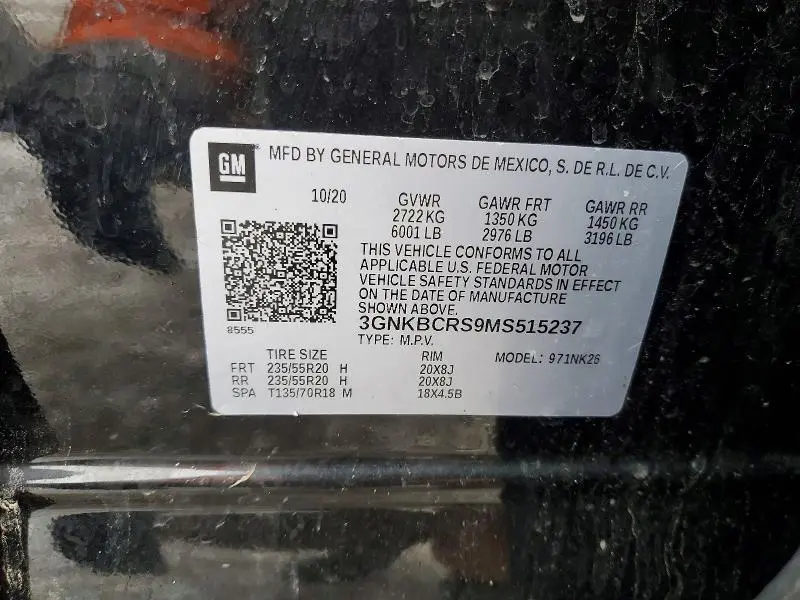 GM MFD BY GENERAL MOTORS DE MEXICO, S. DE R.L. DE C.V.
10/20 GVWR GAWR FRT GAWR RR
2722 KG 1350 KG 1450 KG
6001 LB 2976 LB 3196 LB
THIS VEHICLE CONFORMS TO ALL
APPLICABLE U.S. FEDERAL MOTOR
VEHICLE SAFETY STANDARDS IN EFFECT
ON THE DATE OF MANUFACTURE
SHOWN ABOVE.
8555 3GNKBCRS9MS515237
TYPE: M.P.V.
TIRE SIZE RIM MODEL: 971NK26
FRT 235/55R20 H 20X8J
RR 235/55R20 H 20X8J
SPA T135/70R18 M 18X4.5B